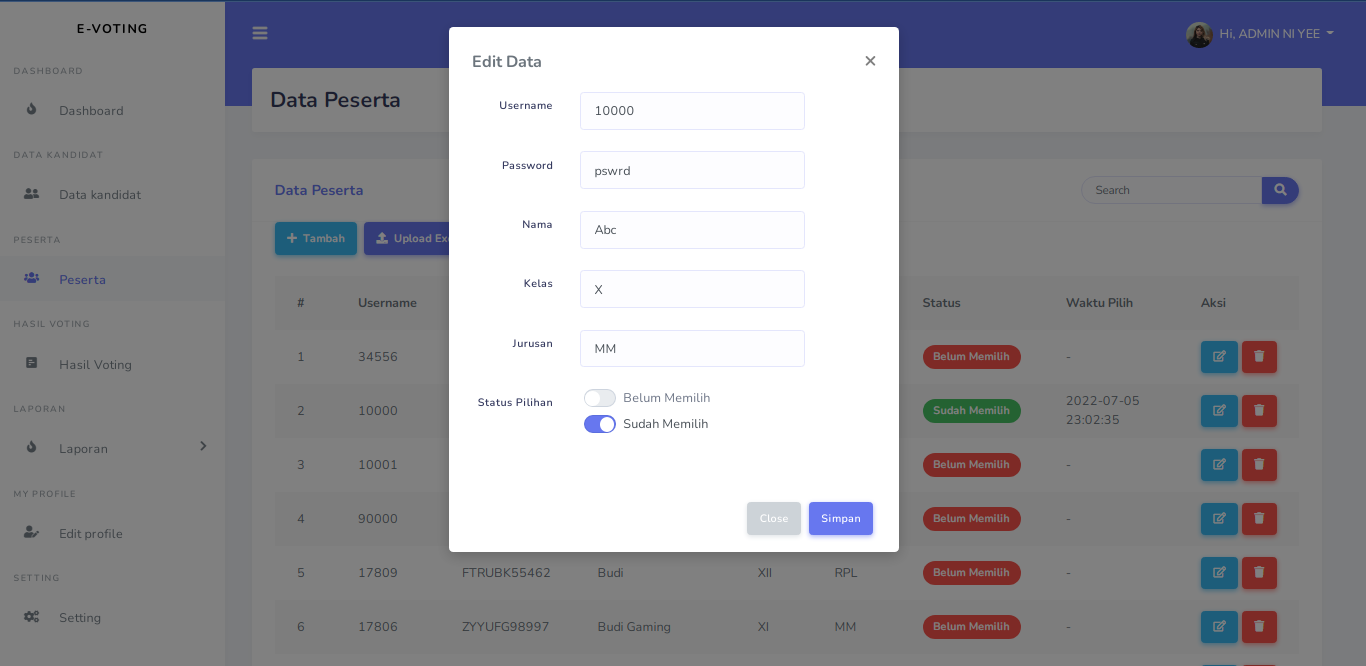 E-VOTING
Hi, ADMIN NI YEE
DASHBOARD
Dashboard
DATA KANDIDAT
Data kandidat
PESERTA
Peserta
HASIL VOTING
Hasil Voting
LAPORAN
Laporan
MY PROFILE
Edit profile
SETTING
Setting
Data Peserta
Data Peserta
Search
Tambah
Upload
# Username Status Waktu Pilih Aksi
1 34556 Belum Memilih -
2 10000 Sudah Memilih 2022-07-05
23:02:35
3 10001 Belum Memilih -
4 90000 Belum Memilih -
5 17809 FTRUBK55462 Budi XII RPL Belum Memilih -
6 17806 ZYYUFG98997 Budi Gaming XI MM Belum Memilih -
Edit Data ×
Username 10000
Password pswrd
Nama Abc
Kelas X
Jurusan MM
Status Pilihan Belum Memilih
Sudah Memilih
Close Simpan